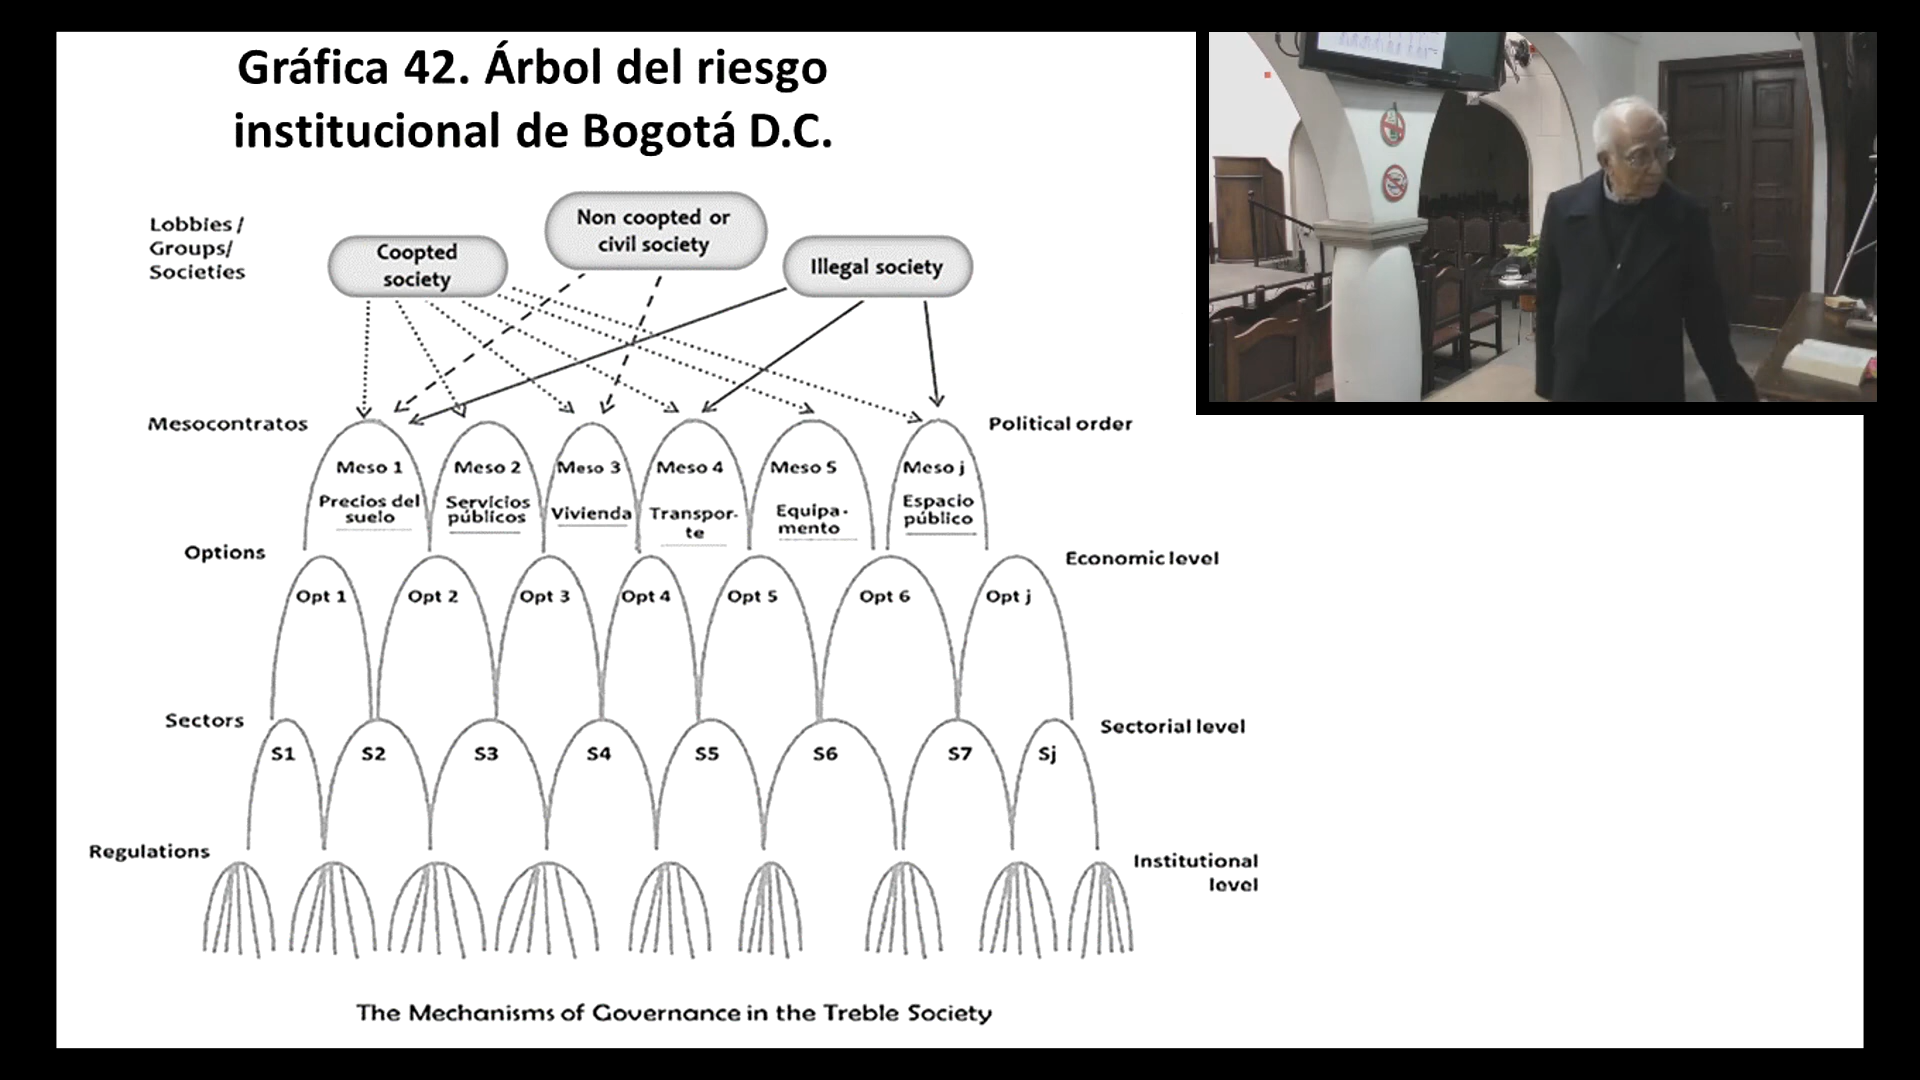 Gráfica 42. Árbol del riesgo
institucional de Bogotá D.C.
Lobbies /
Groups/
Societies
Coopted
society
Non coopted or
civil society
Illegal society
Mesocontratos
Political order
Meso 1
Precios del
suelo
Meso 2
Servicios
públicos
Meso 3
Vivienda
Meso 4
Transpor-
te
Meso 5
Equipa-
mento
Meso j
Espacio
público
Options
Economic level
Opt 1
Opt 2
Opt 3
Opt 4
Opt 5
Opt 6
Opt j
Sectors
Sectorial level
S1
S2
S3
S4
S5
S6
S7
Sj
Regulations
Institutional
level
The Mechanisms of Governance in the Treble Society